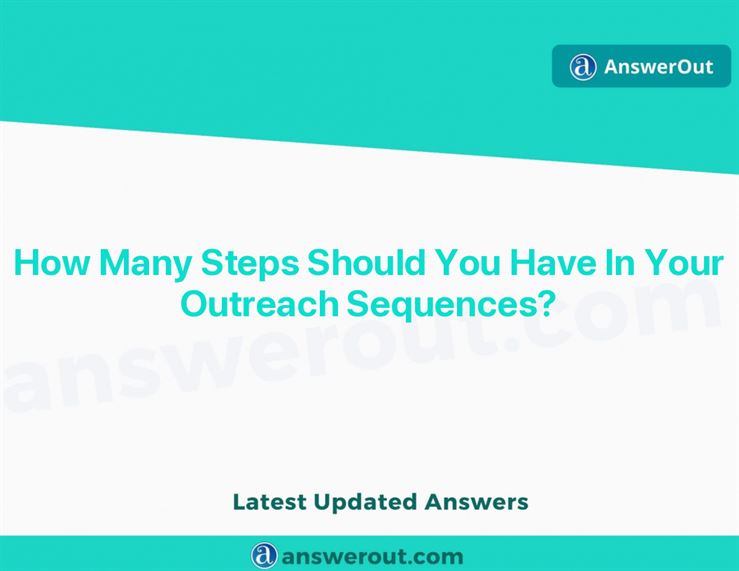 AnswerOut
How Many Steps Should You Have In Your
Outreach Sequences?
answerout.com
Latest Updated Answers
answerout.com